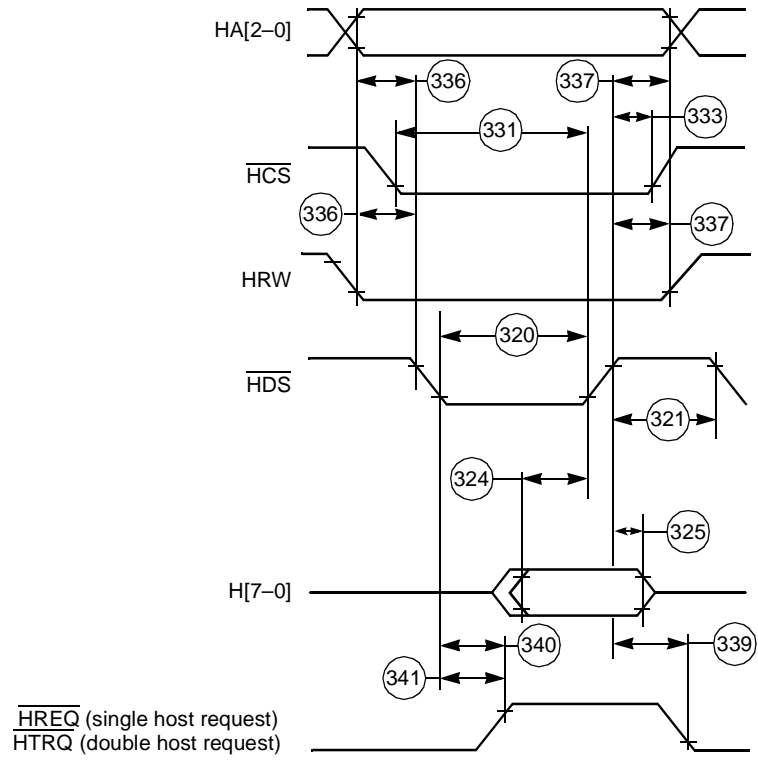 HA[2–0]
336
337
333
331
HCS
336
337
HRW
320
HDS
321
324
325
H[7–0]
340
339
341
HREQ (single host request)
HTRQ (double host request)